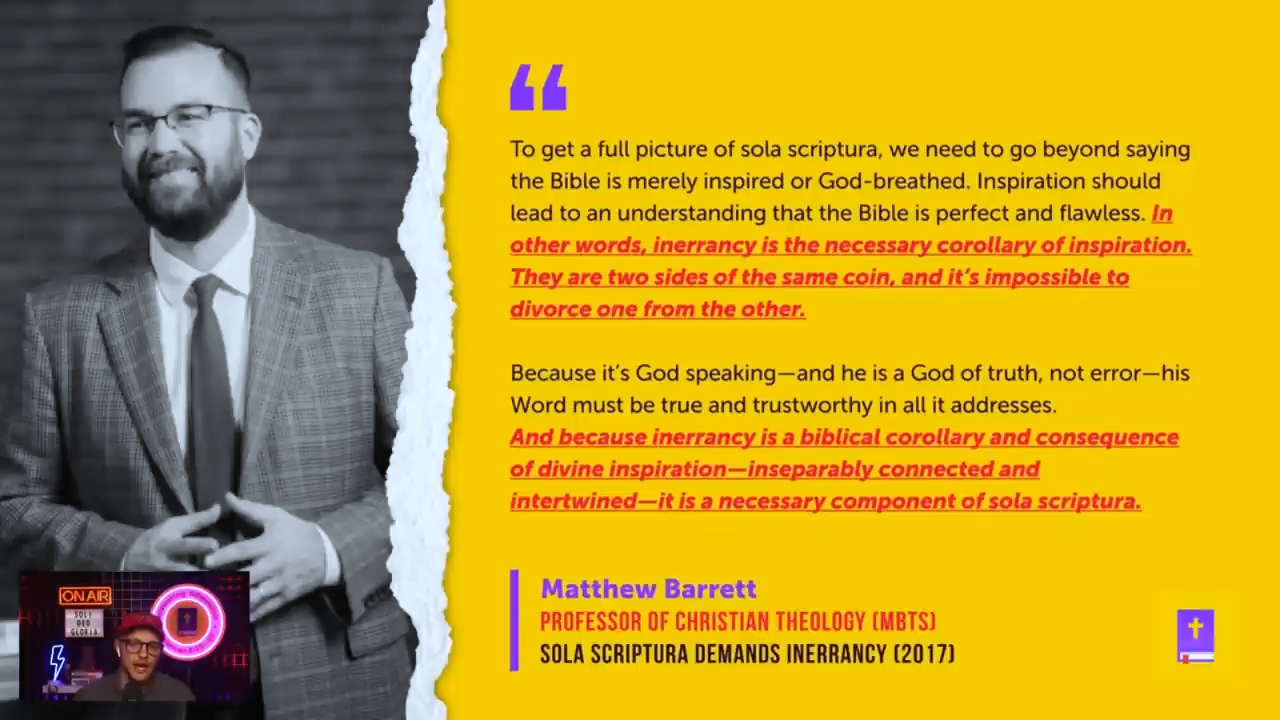 To get a full picture of sola scriptura, we need to go beyond saying
the Bible is merely inspired or God-breathed. Inspiration should
lead to an understanding that the Bible is perfect and flawless. In
other words, inerrancy is the necessary corollary of inspiration.
They are two sides of the same coin, and it's impossible to
divorce one from the other.
Because it's God speaking—and he is a God of truth, not error—his
Word must be true and trustworthy in all it addresses.
And because inerrancy is a biblical corollary and consequence
of divine inspiration—inseparably connected and
intertwined—it is a necessary component of sola scriptura.
Matthew Barrett
PROFESSOR OF CHRISTIAN THEOLOGY (MBTS)
SOLA SCRIPTURA DEMANDS INERRANCY (2017)
ON AIR
SOLI
DEO
GLORIA